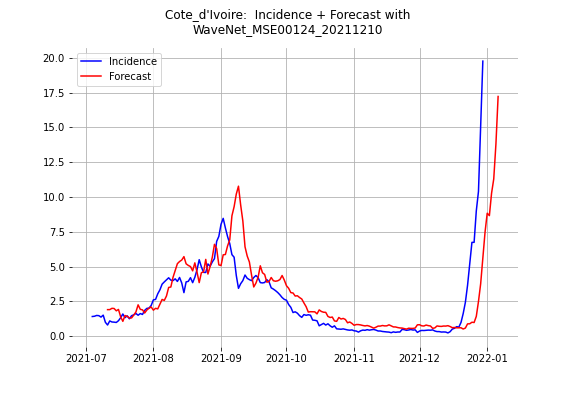 Cote_d'Ivoire:  Incidence + Forecast with
WaveNet_MSE00124_20211210
Incidence
Forecast
20.0
17.5
15.0
12.5
10.0
7.5
5.0
2.5
0.0
2021-07 2021-08 2021-09 2021-10 2021-11 2021-12 2022-01